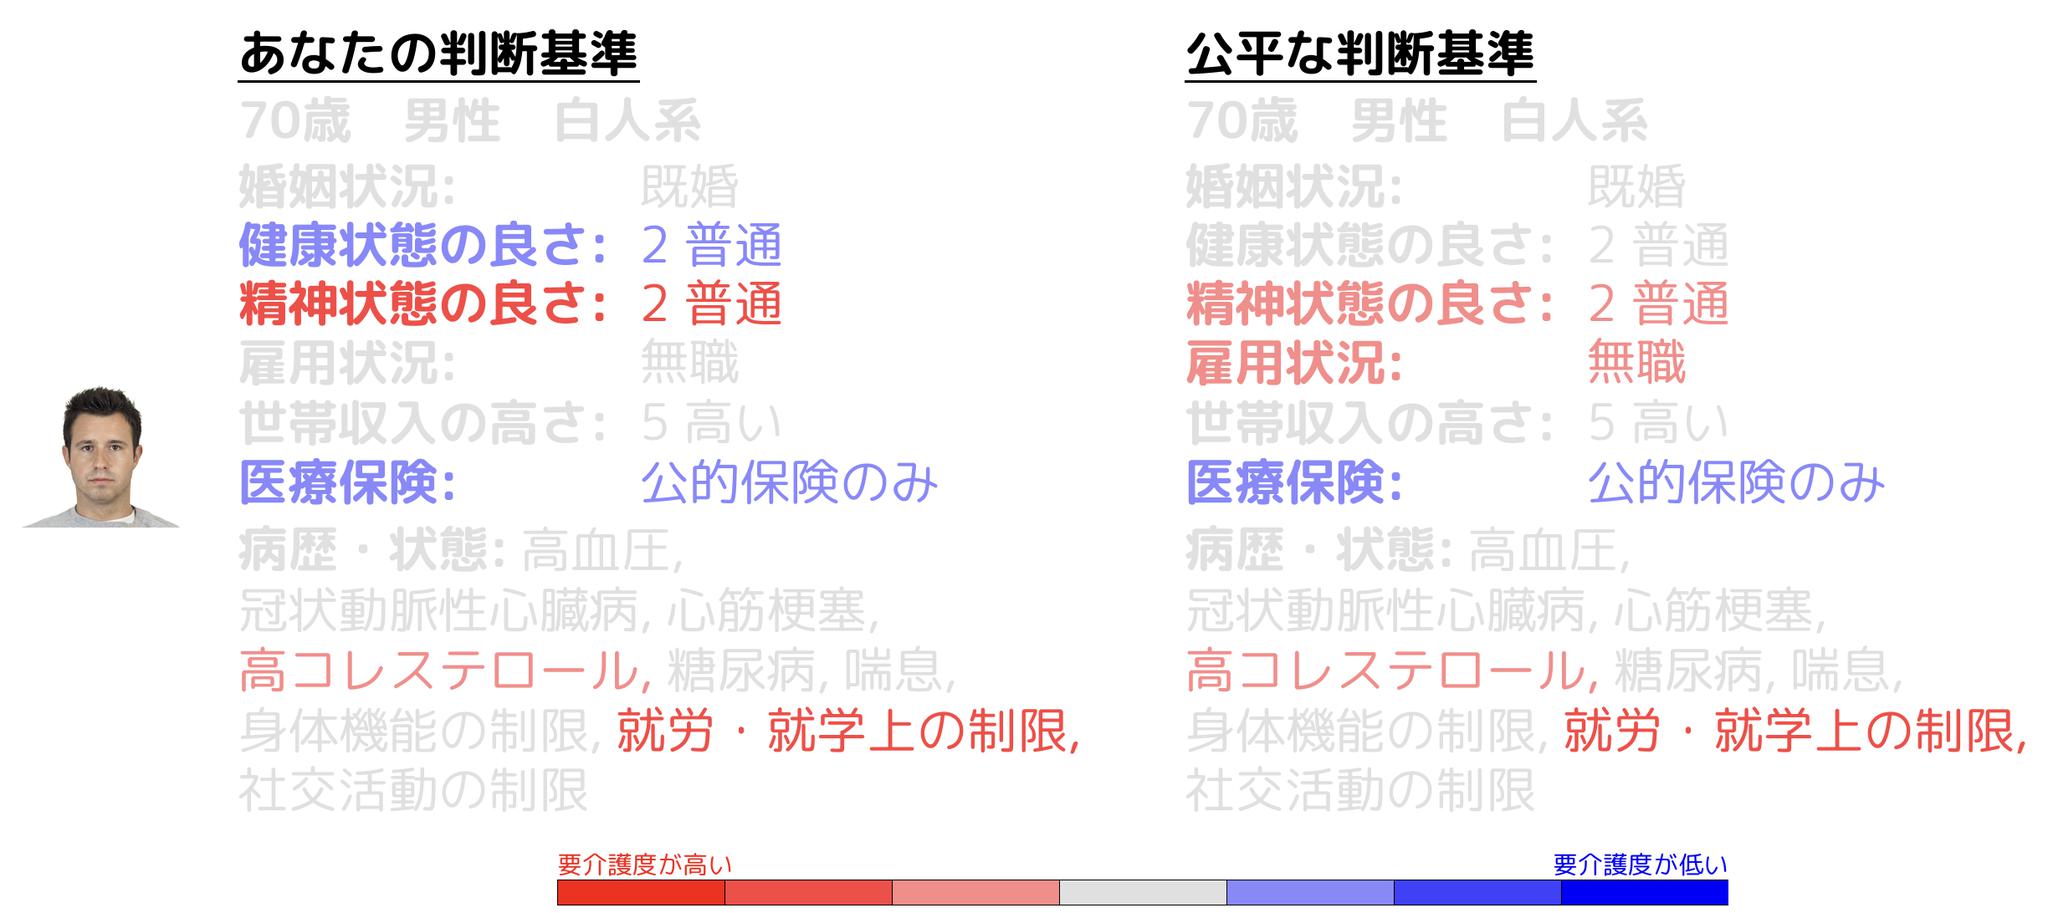 あなたの判断基準
70歳 男性 白人系
婚姻状況: 既婚
健康状態の良さ: 2 普通
精神状態の良さ: 2 普通
雇用状況: 無職
世帯収入の高さ: 5 高い
医療保険: 公的保険のみ
病歴・状態: 高血圧,
冠状動脈性心臓病, 心筋梗塞,
高コレステロール, 糖尿病, 喘息,
身体機能の制限, 就労・就学上の制限,
社交活動の制限
公平な判断基準
70歳 男性 白人系
婚姻状況: 既婚
健康状態の良さ: 2 普通
精神状態の良さ: 2 普通
雇用状況: 無職
世帯収入の高さ: 5 高い
医療保険: 公的保険のみ
病歴・状態: 高血圧,
冠状動脈性心臓病, 心筋梗塞,
高コレステロール, 糖尿病, 喘息,
身体機能の制限, 就労・就学上の制限,
社交活動の制限
要介護度が高い
要介護度が低い